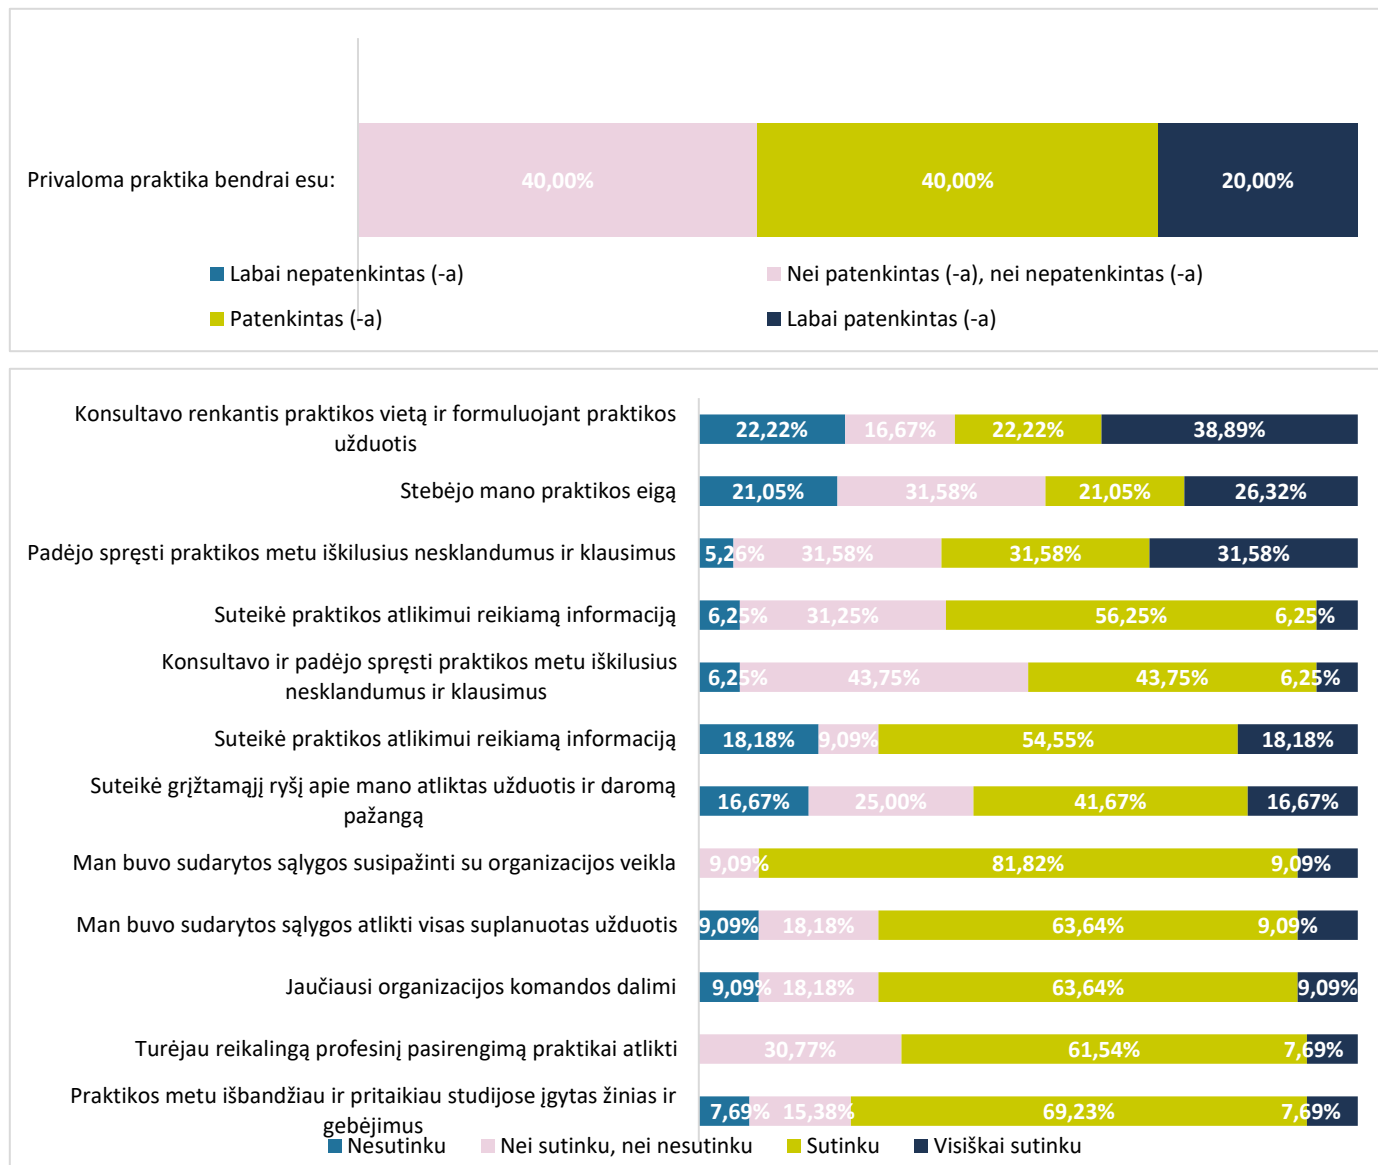 Privaloma praktika bendrai esu:
40,00% 40,00% 20,00%
Labai nepatenkintas (-a) Nei patenkintas (-a), nei nepatenkintas (-a)
Patenkintas (-a) Labai patenkintas (-a)
Konsultavo renkantis praktikos vietą ir formuluojant praktikos
užduotis
22,22% 16,67% 22,22% 38,89%
Stebėjo mano praktikos eigą
21,05% 31,58% 21,05% 26,32%
Padėjo spręsti praktikos metu iškilusius nesklandumus ir klausimus
5,26% 31,58% 31,58% 31,58%
Suteikė praktikos atlikimui reikiamą informaciją
6,25% 31,25% 56,25% 6,25%
Konsultavo ir padėjo spręsti praktikos metu iškilusius
nesklandumus ir klausimus
6,25% 43,75% 43,75% 6,25%
Suteikė praktikos atlikimui reikiamą informaciją
18,18% 9,09% 54,55% 18,18%
Suteikė grįžtamąjį ryšį apie mano atliktas užduotis ir daromą
pažangą
16,67% 25,00% 41,67% 16,67%
Man buvo sudarytos sąlygos susipažinti su organizacijos veikla
9,09% 81,82% 9,09%
Man buvo sudarytos sąlygos atlikti visas suplanuotas užduotis
9,09% 18,18% 63,64% 9,09%
Jaučiausi organizacijos komandos dalimi
9,09% 18,18% 63,64% 9,09%
Turėjau reikalingą profesinį pasirengimą praktikai atlikti
30,77% 61,54% 7,69%
Praktikos metu išbandžiau ir pritaikiau studijose įgytas žinias ir
gebėjimus
7,69% 15,38% 69,23% 7,69%
Nesutinku Nei sutinku, nei nesutinku Sutinku Visiškai sutinku